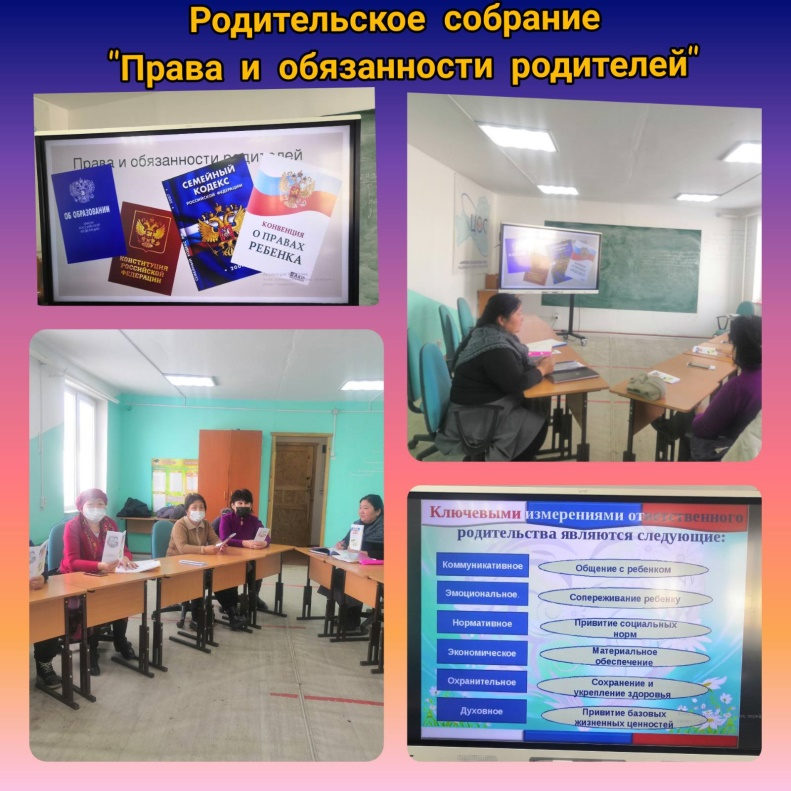 Родительское собрание
"Права и обязанности родителей"
Права и обязанности родителей
ОБ ОБРАЗОВАНИИ
КОНСТИТУЦИЯ
РОССИЙСКОЙ
ФЕДЕРАЦИИ
СЕМЕЙНЫЙ
КОДЕКС
РОССИЙСКОЙ ФЕДЕРАЦИИ
КОНВЕНЦИЯ
О ПРАВАХ
РЕБЕНКА
ЦОС
Ключевыми измерениями ответственного
родительства являются следующие:
Коммуникативное
Общение с ребенком
Эмоциональное
Сопереживание ребенку
Нормативное
Привитие социальных
норм
Экономическое
Материальное
обеспечение
Охранительное
Сохранение и
укрепление здоровья
Духовное
Привитие базовых
жизненных ценностей